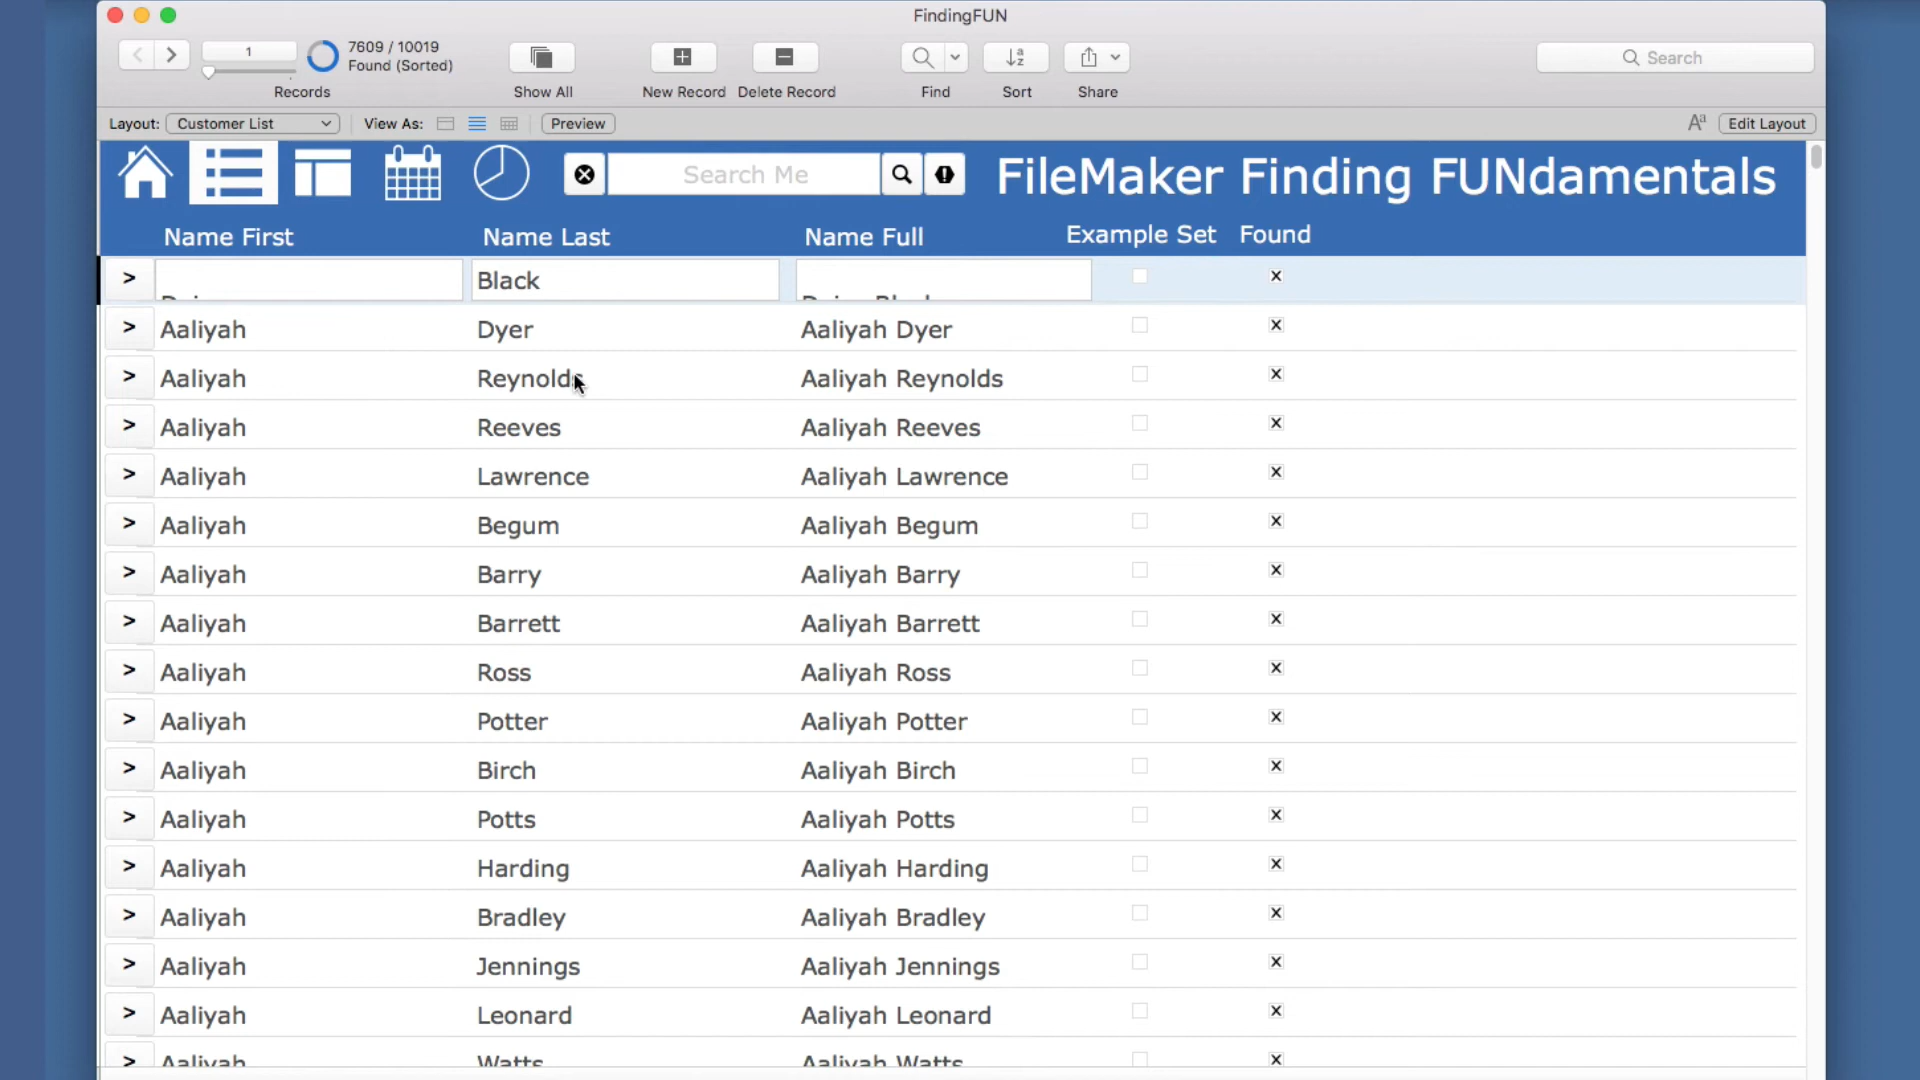 FindingFUN
1
7609 / 10019
Found (Sorted)
Records
Show All
New Record
Delete Record
Find
Sort
Share
Search
Layout: Customer List
View As:
Preview
Aa
Edit Layout
Search Me
FileMaker Finding FUNdamentals
Name First Name Last Name Full Example Set Found
> Black X
> Aaliyah Dyer Aaliyah Dyer X
> Aaliyah Reynolds Aaliyah Reynolds X
> Aaliyah Reeves Aaliyah Reeves X
> Aaliyah Lawrence Aaliyah Lawrence X
> Aaliyah Begum Aaliyah Begum X
> Aaliyah Barry Aaliyah Barry X
> Aaliyah Barrett Aaliyah Barrett X
> Aaliyah Ross Aaliyah Ross X
> Aaliyah Potter Aaliyah Potter X
> Aaliyah Birch Aaliyah Birch X
> Aaliyah Potts Aaliyah Potts X
> Aaliyah Harding Aaliyah Harding X
> Aaliyah Bradley Aaliyah Bradley X
> Aaliyah Jennings Aaliyah Jennings X
> Aaliyah Leonard Aaliyah Leonard X
> Aaliyah Watts Aaliyah Watts X